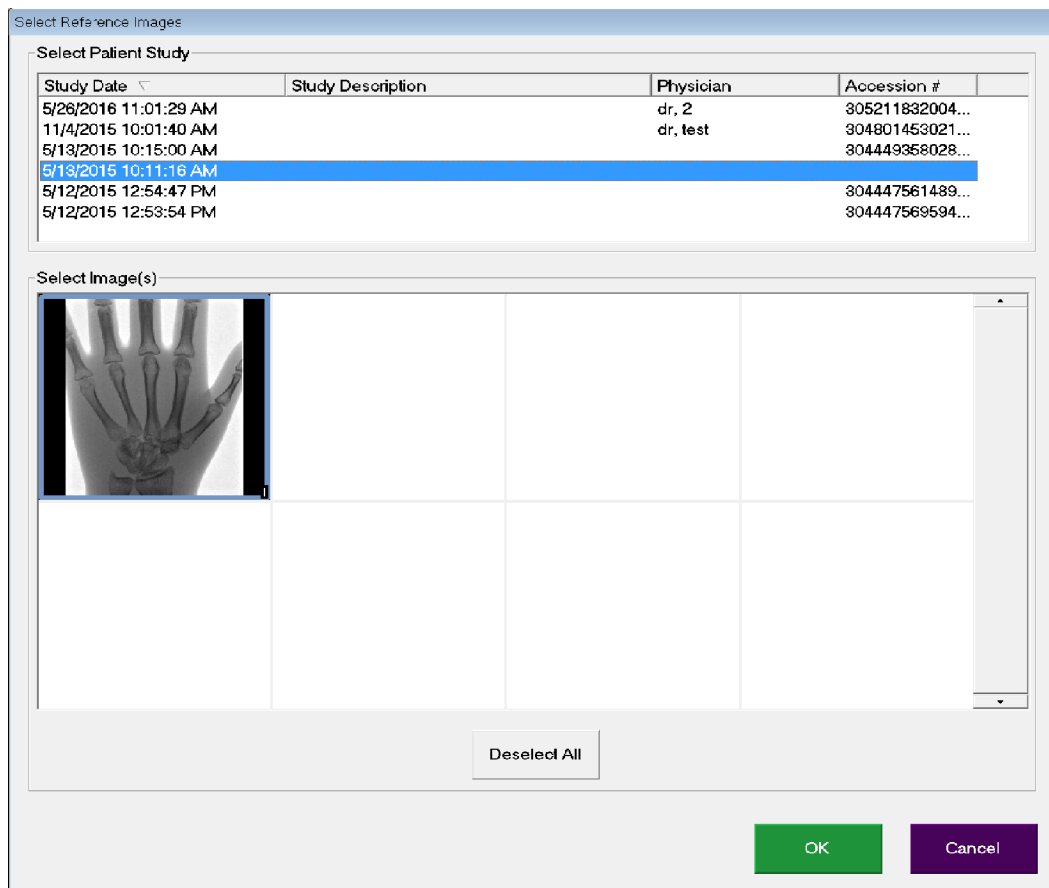 Select Reference Images
Select Patient Study
Study Date Study Description Physician Accession #
5/26/2016 11:01:29 AM dr, 2 305211832004...
11/4/2015 10:01:40 AM dr, test 304801453021...
5/13/2015 10:15:00 AM 304449358028...
5/13/2015 10:11:16 AM
5/12/2015 12:54:47 PM 304447561489...
5/12/2015 12:53:54 PM 304447569594...
Select Image(s)
Deselect All
OK Cancel